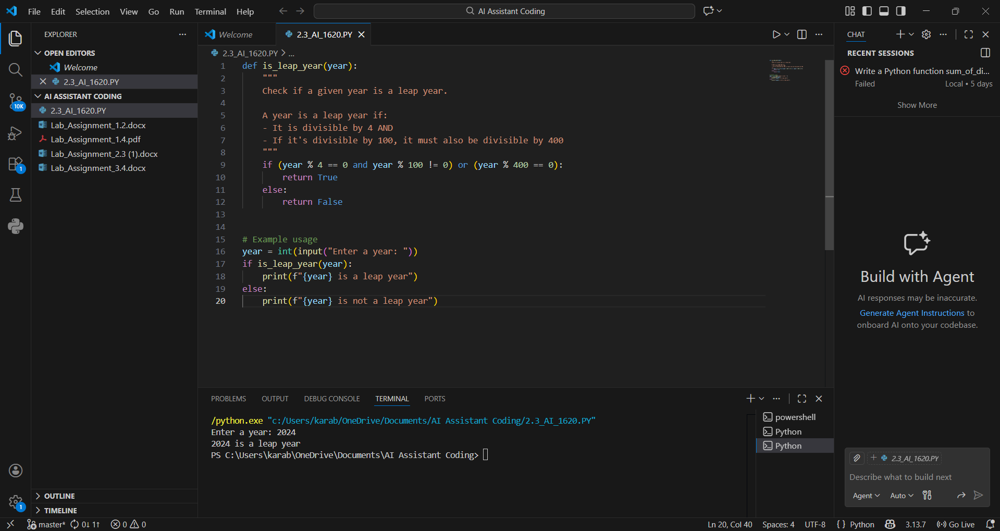 File Edit Selection View Go Run Terminal Help
AI Assistant Coding
EXPLORER
OPEN EDITORS
Welcome
2.3_AI_1620.PY
AI ASSISTANT CODING
2.3_AI_1620.PY
Lab_Assignment_1.2.docx
Lab_Assignment_1.4.pdf
Lab_Assignment_2.3 (1).docx
Lab_Assignment_3.4.docx
10K
1
1
OUTLINE
TIMELINE
Welcome
2.3_AI_1620.PY
2.3_AI_1620.PY > ...
1 def is_leap_year(year):
2 """
3 Check if a given year is a leap year.
4
5 A year is a leap year if:
6 - It is divisible by 4 AND
7 - If it's divisible by 100, it must also be divisible by 400
8 """
9 if (year % 4 == 0 and year % 100 != 0) or (year % 400 == 0):
10 return True
11 else:
12 return False
13
14
15 # Example usage
16 year = int(input("Enter a year: "))
17 if is_leap_year(year):
18 print(f"{year} is a leap year")
19 else:
20 print(f"{year} is not a leap year")
PROBLEMS OUTPUT DEBUG CONSOLE TERMINAL PORTS
/python.exe "c:/Users/karab/OneDrive/Documents/AI Assistant Coding/2.3_AI_1620.PY"
Enter a year: 2024
2024 is a leap year
PS C:\Users\karab\OneDrive\Documents\AI Assistant Coding>
powershell
Python
Python
CHAT
RECENT SESSIONS
Write a Python function sum_of_di...
Failed Local • 5 days
Show More
Build with Agent
AI responses may be inaccurate.
Generate Agent Instructions to
onboard AI onto your codebase.
2.3_AI_1620.PY
Describe what to build next
Agent Auto
master* 0↓ 1↑ 0 0
Ln 20, Col 40 Spaces: 4 UTF-8 {} Python 3.13.7 Go Live